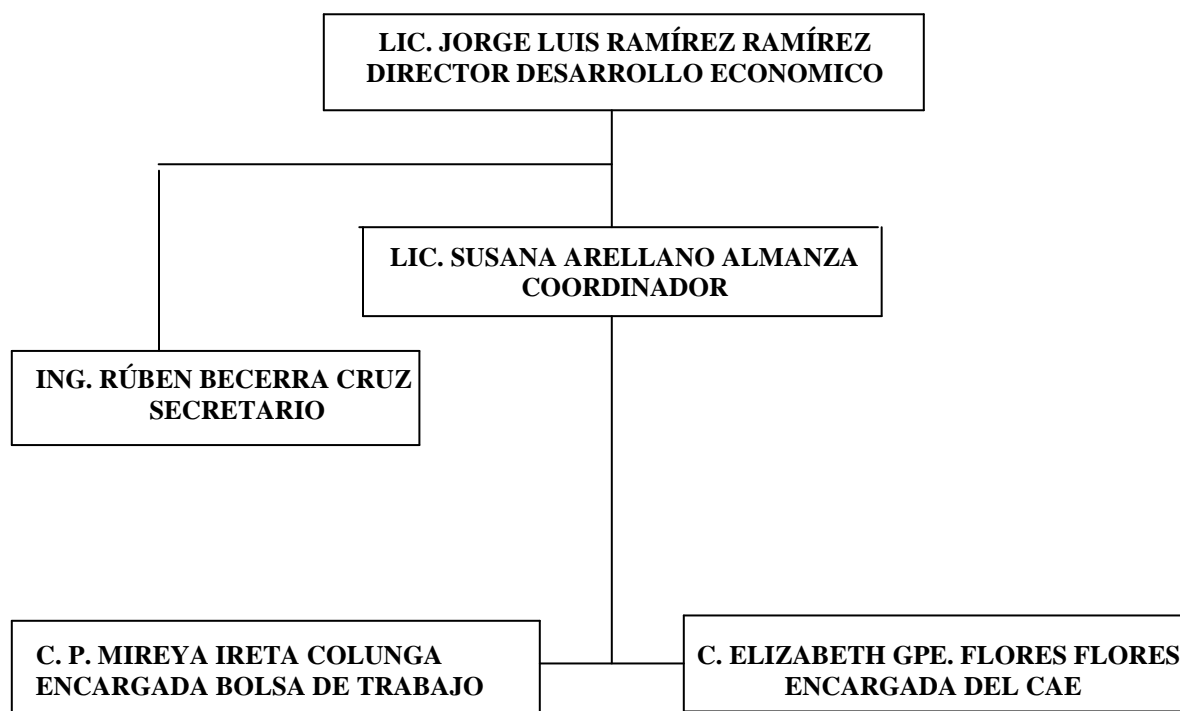 LIC. JORGE LUIS RAMÍREZ RAMÍREZ
DIRECTOR DESARROLLO ECONOMICO
LIC. SUSANA ARELLANO ALMANZA
COORDINADOR
ING. RÚBEN BECERRA CRUZ
SECRETARIO
C. P. MIREYA IRETA COLUNGA
ENCARGADA BOLSA DE TRABAJO
C. ELIZABETH GPE. FLORES FLORES
ENCARGADA DEL CAE